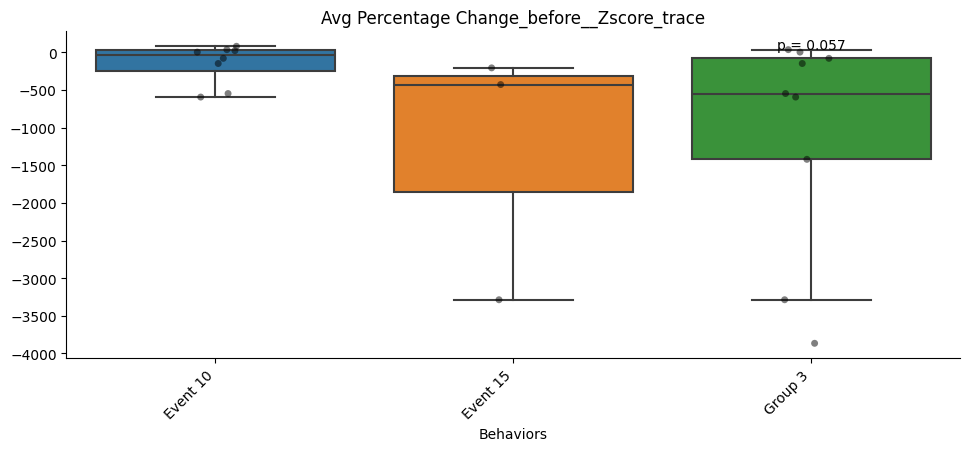 Avg Percentage Change_before__Zscore_trace
p = 0.057
0
−500
−1000
−1500
−2000
−2500
−3000
−3500
−4000
Event 10
Event 15
Group 3
Behaviors